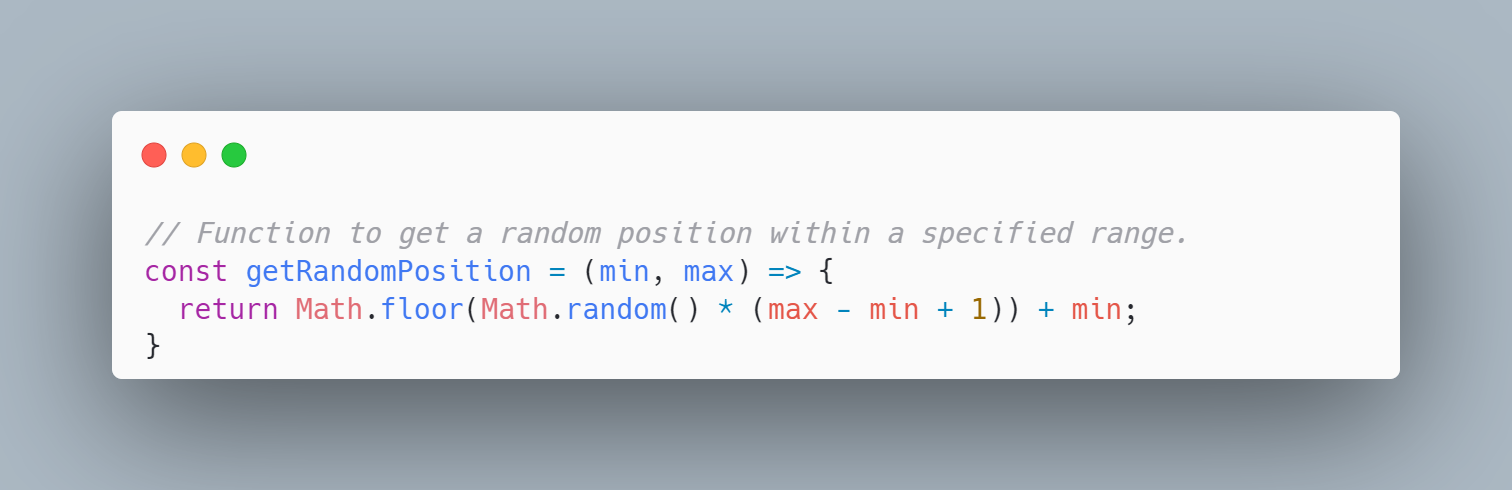 // Function to get a random position within a specified range.
const getRandomPosition = (min, max) => {
  return Math.floor(Math.random() * (max - min + 1)) + min;
}